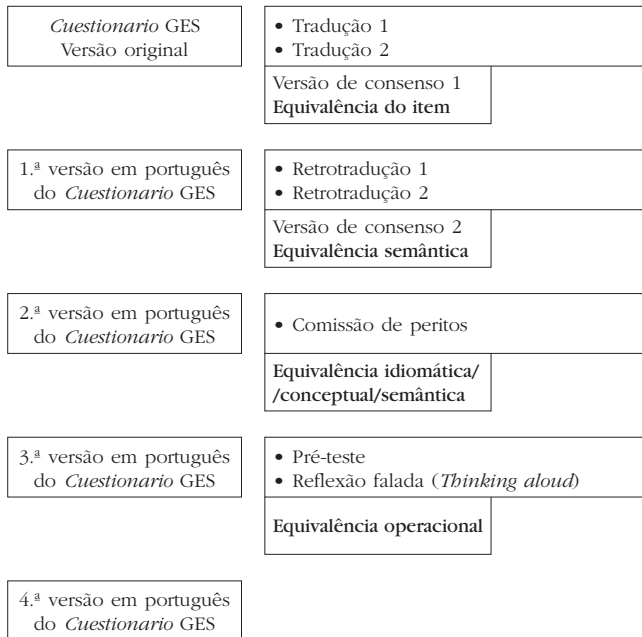 Cuestionario GES
Versão original
• Tradução 1
• Tradução 2
Versão de consenso 1
Equivalência do item
1.ª versão em português
do Cuestionario GES
• Retrotradução 1
• Retrotradução 2
Versão de consenso 2
Equivalência semântica
2.ª versão em português
do Cuestionario GES
• Comissão de peritos
Equivalência idiomática/
/conceptual/semântica
3.ª versão em português
do Cuestionario GES
• Pré-teste
• Reflexão falada (Thinking aloud)
Equivalência operacional
4.ª versão em português
do Cuestionario GES